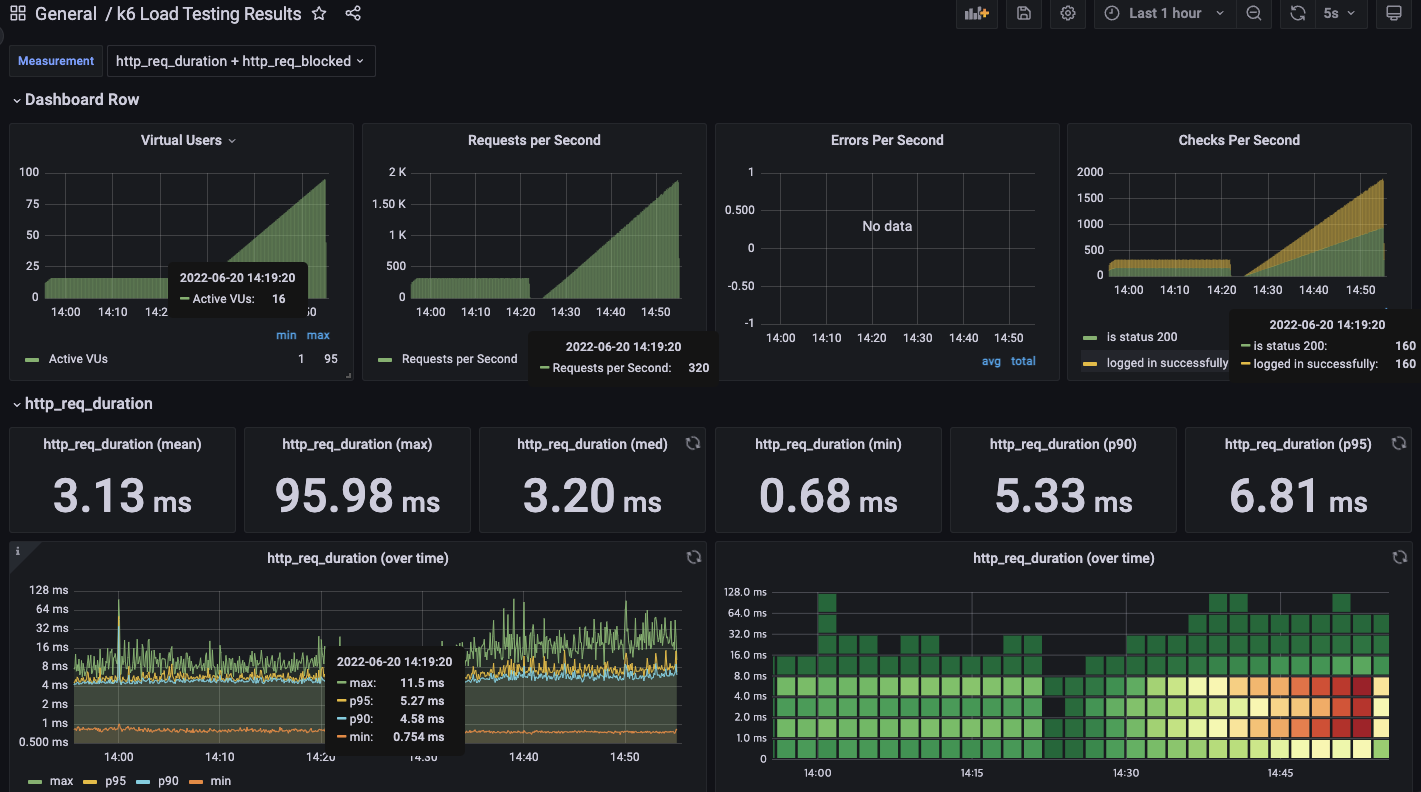 General / k6 Load Testing Results
Last 1 hour
5s
Measurement
http_req_duration + http_req_blocked
Dashboard Row
Virtual Users
100
75
50
25
0
14:00
14:10
14:2
50
2022-06-20 14:19:20
Active VUs: 16
min max
Active VUs 1 95
Requests per Second
2 K
1.50 K
1 K
500
0
14:00
14:10
14:20
14:30
14:40
14:50
Requests per Second
2022-06-20 14:19:20
Requests per Second: 320
Errors Per Second
1
0.500
0
-0.50
-1
No data
14:00
14:10
14:20
14:30
14:40
14:50
avg total
Checks Per Second
2000
1500
1000
500
0
14:00
14:10
14:20
14:30
14:40
14:50
is status 200
logged in successfully
2022-06-20 14:19:20
is status 200: 160
logged in successfully: 160
http_req_duration
http_req_duration (mean)
3.13 ms
http_req_duration (max)
95.98 ms
http_req_duration (med)
3.20 ms
http_req_duration (min)
0.68 ms
http_req_duration (p90)
5.33 ms
http_req_duration (p95)
6.81 ms
i
http_req_duration (over time)
128 ms
64 ms
32 ms
16 ms
8 ms
4 ms
2 ms
1 ms
0.500 ms
14:00
14:10
14:20
14:30
14:40
14:50
2022-06-20 14:19:20
max: 11.5 ms
p95: 5.27 ms
p90: 4.58 ms
min: 0.754 ms
max p95 p90 min
http_req_duration (over time)
128.0 ms
64.0 ms
32.0 ms
16.0 ms
8.0 ms
4.0 ms
2.0 ms
1.0 ms
0
14:00
14:15
14:30
14:45